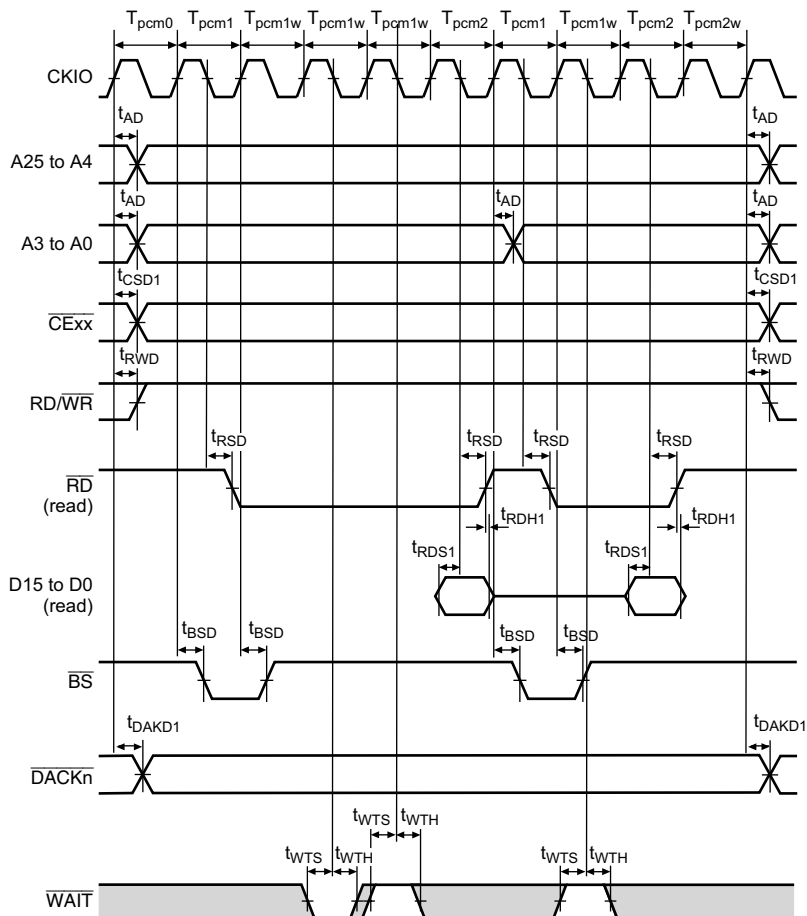 Tpcm0 Tpcm1 Tpcm1w Tpcm1w Tpcm1w Tpcm2 Tpcm1 Tpcm1w Tpcm2 Tpcm2w
CKIO
tAD tAD
A25 to A4
tAD tAD tAD
A3 to A0
tCSD1 tCSD1
CExx
tRWD tRWD
RD/WR
tRSD tRSD tRSD tRSD
RD
(read)
tRDH1 tRDH1
tRDS1 tRDS1
D15 to D0
(read)
tBSD tBSD tBSD tBSD
BS
tDAKD1 tDAKD1
DACKn
tWTS tWTH
tWTS tWTH tWTS tWTH
WAIT